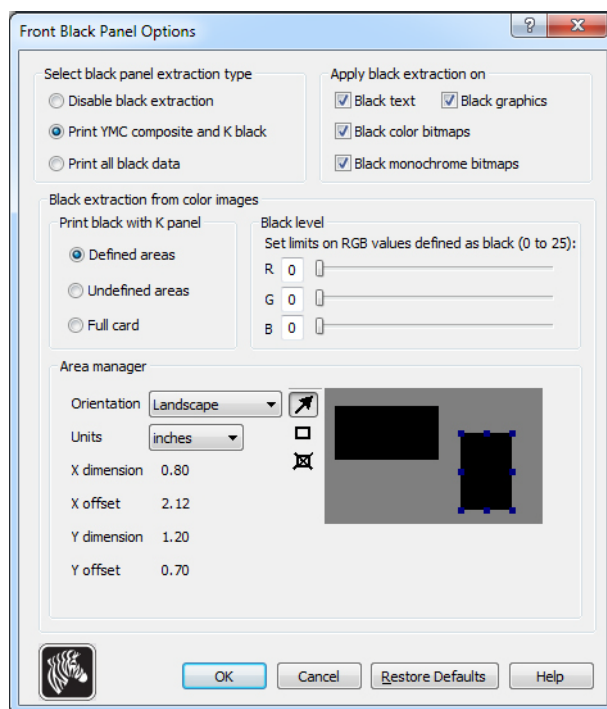 Front Black Panel Options
Select black panel extraction type
Disable black extraction
Print YMC composite and K black
Print all black data
Apply black extraction on
Black text Black graphics
Black color bitmaps
Black monochrome bitmaps
Black extraction from color images
Print black with K panel
Defined areas
Undefined areas
Full card
Black level
Set limits on RGB values defined as black (0 to 25):
R 0
G 0
B 0
Area manager
Orientation Landscape
Units inches
X dimension 0.80
X offset 2.12
Y dimension 1.20
Y offset 0.70
OK Cancel Restore Defaults Help